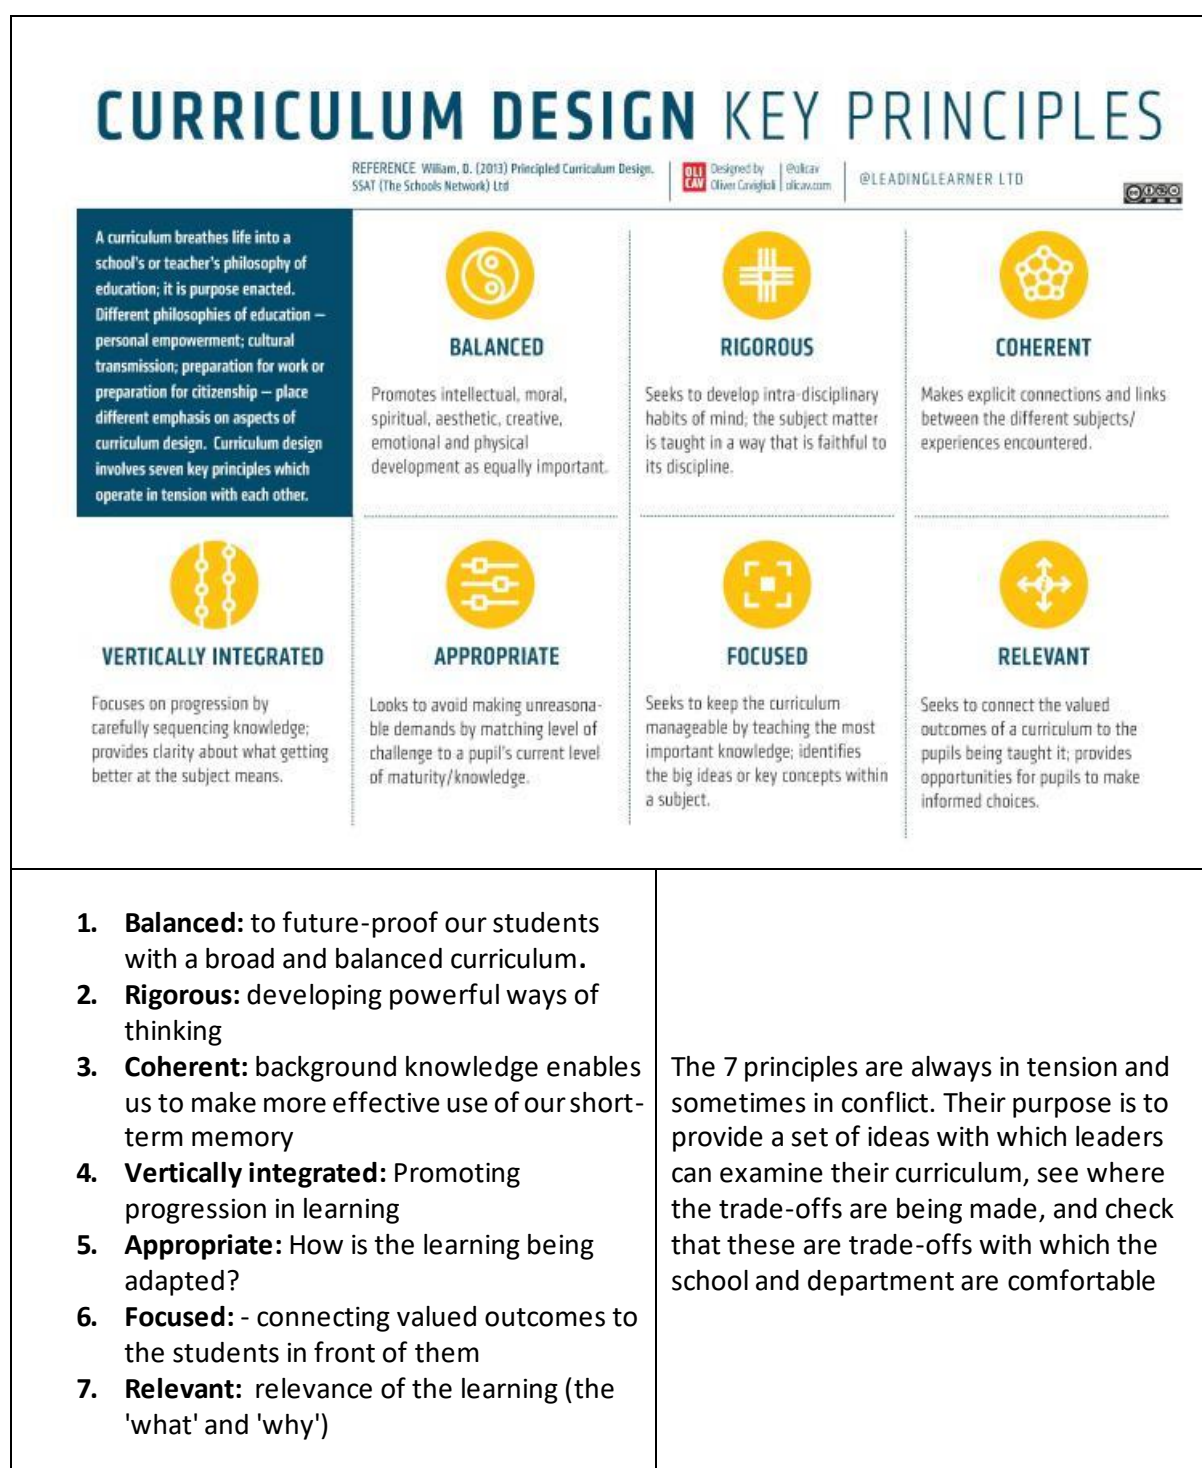 CURRICULUM DESIGN KEY PRINCIPLES
REFERENCE William, D. (2013) Principled Curriculum Design.
SSAT (The Schools Network) Ltd
OLI
CAV
Designed by
Oliver Caviglioli
@olicav
olicav.com
@LEADINGLEARNER LTD
A curriculum breathes life into a
school's or teacher's philosophy of
education; it is purpose enacted.
Different philosophies of education —
personal empowerment; cultural
transmission; preparation for work or
preparation for citizenship — place
different emphasis on aspects of
curriculum design. Curriculum design
involves seven key principles which
operate in tension with each other.
BALANCED
Promotes intellectual, moral,
spiritual, aesthetic, creative,
emotional and physical
development as equally important.
RIGOROUS
Seeks to develop intra-disciplinary
habits of mind; the subject matter
is taught in a way that is faithful to
its discipline.
COHERENT
Makes explicit connections and links
between the different subjects/
experiences encountered.
VERTICALLY INTEGRATED
Focuses on progression by
carefully sequencing knowledge;
provides clarity about what getting
better at the subject means.
APPROPRIATE
Looks to avoid making unreasona-
ble demands by matching level of
challenge to a pupil's current level
of maturity/knowledge.
FOCUSED
Seeks to keep the curriculum
manageable by teaching the most
important knowledge; identifies
the big ideas or key concepts within
a subject.
RELEVANT
Seeks to connect the valued
outcomes of a curriculum to the
pupils being taught it; provides
opportunities for pupils to make
informed choices.
1. Balanced: to future-proof our students
with a broad and balanced curriculum.
2. Rigorous: developing powerful ways of
thinking
3. Coherent: background knowledge enables
us to make more effective use of our short-
term memory
4. Vertically integrated: Promoting
progression in learning
5. Appropriate: How is the learning being
adapted?
6. Focused: - connecting valued outcomes to
the students in front of them
7. Relevant: relevance of the learning (the
'what' and 'why')
The 7 principles are always in tension and
sometimes in conflict. Their purpose is to
provide a set of ideas with which leaders
can examine their curriculum, see where
the trade-offs are being made, and check
that these are trade-offs with which the
school and department are comfortable